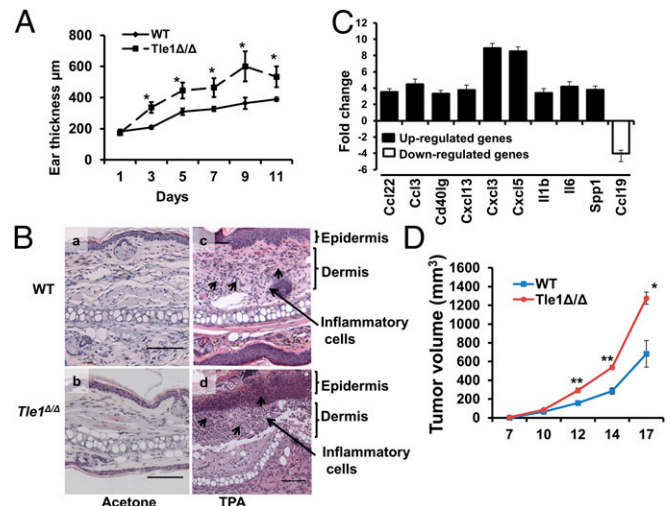 A
WT
Tle1Δ/Δ
Ear thickness µm
800
600
400
200
0
* * * * * *
1 3 5 7 9 11
Days
B
a
c
WT
b
d
Tle1Δ/Δ
Epidermis
Dermis
Inflammatory
cells
Epidermis
Dermis
Inflammatory
cells
Acetone
TPA
C
Fold change
12
10
8
6
4
2
0
-2
-4
-6
Up-regulated genes
Down-regulated genes
Ccl22
Ccl3
Cd40lg
Cxcl13
Cxcl3
Cxcl5
Il1b
Il6
Spp1
Ccl19
D
Tumor volume (mm3)
1600
1400
1200
1000
800
600
400
200
0
WT
Tle1Δ/Δ
** ** *
7 10 12 14 17